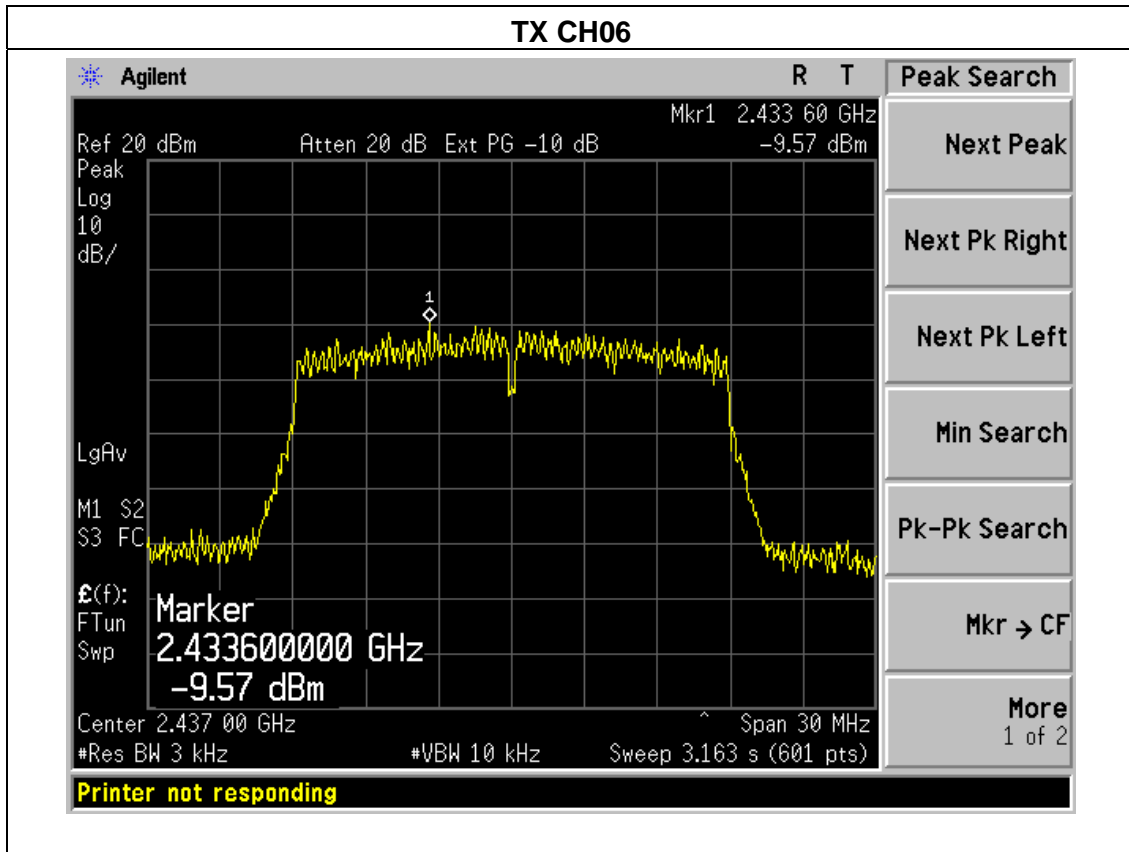 TX CH06
Agilent R T Peak Search
Mkr1 2.433 60 GHz
Ref 20 dBm Atten 20 dB Ext PG -10 dB -9.57 dBm
Peak
Log
10
dB/
1
LgAv
M1 S2
S3 FC
£(f):
FTun
Swp
Marker
2.433600000 GHz
-9.57 dBm
Center 2.437 00 GHz ^ Span 30 MHz
#Res BW 3 kHz #VBW 10 kHz Sweep 3.163 s (601 pts)
Printer not responding
Next Peak
Next Pk Right
Next Pk Left
Min Search
Pk-Pk Search
Mkr → CF
More
1 of 2